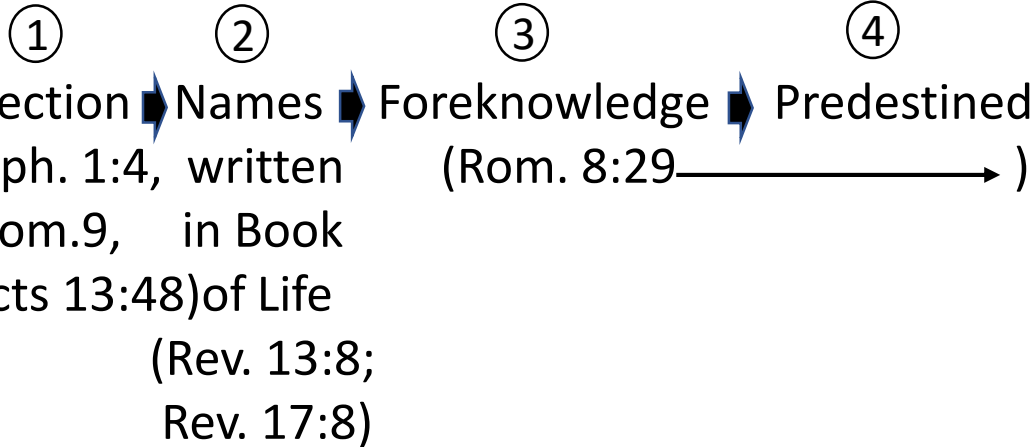 ① ② ③ ④
ection Names Foreknowledge Predestined
ph. 1:4, written (Rom. 8:29 )
om.9, in Book
cts 13:48) of Life
(Rev. 13:8;
Rev. 17:8)